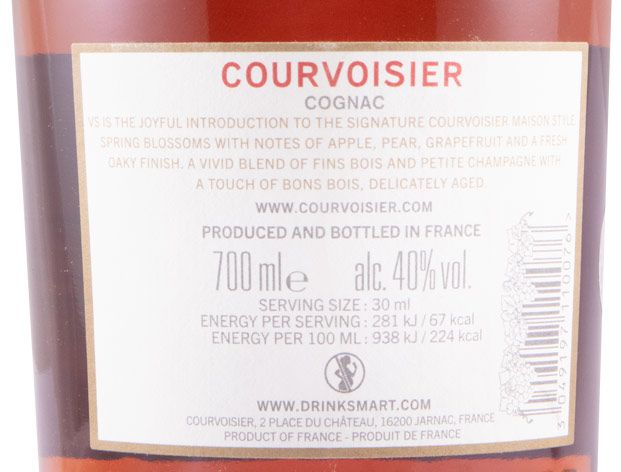 COURVOISIER
COGNAC
VS IS THE JOYFUL INTRODUCTION TO THE SIGNATURE COURVOISIER MAISON STYLE
SPRING BLOSSOMS WITH NOTES OF APPLE, PEAR, GRAPEFRUIT AND A FRESH
OAKY FINISH. A VIVID BLEND OF FINS BOIS AND PETITE CHAMPAGNE WITH
A TOUCH OF BONS BOIS, DELICATELY AGED.
WWW.COURVOISIER.COM
PRODUCED AND BOTTLED IN FRANCE
700 ml e alc. 40% vol.
SERVING SIZE : 30 ml
ENERGY PER SERVING : 281 kJ / 67 kcal
ENERGY PER 100 ML : 938 kJ / 224 kcal
WWW.DRINKSMART.COM
COURVOISIER, 2 PLACE DU CHÂTEAU, 16200 JARNAC, FRANCE
PRODUCT OF FRANCE - PRODUIT DE FRANCE
3 049197 110076 >